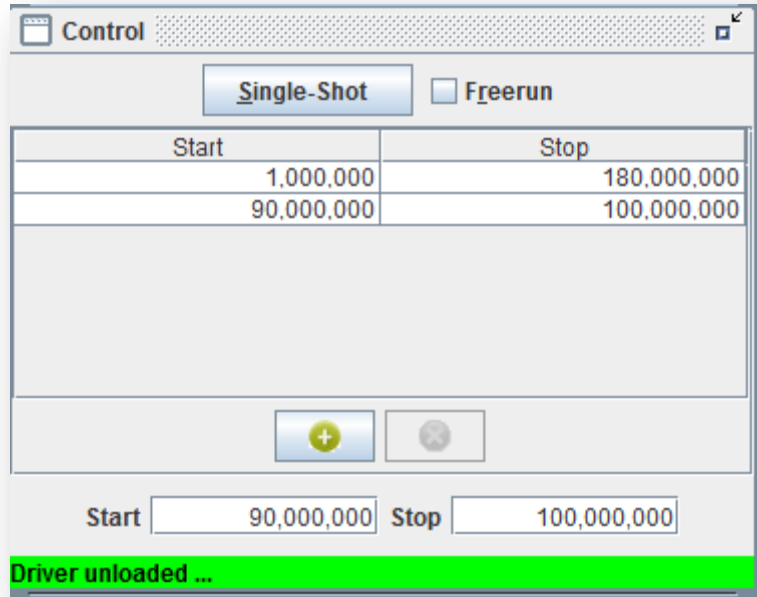 Control
Single-Shot Freerun
Start Stop
1,000,000 180,000,000
90,000,000 100,000,000
Start 90,000,000 Stop 100,000,000
Driver unloaded ...